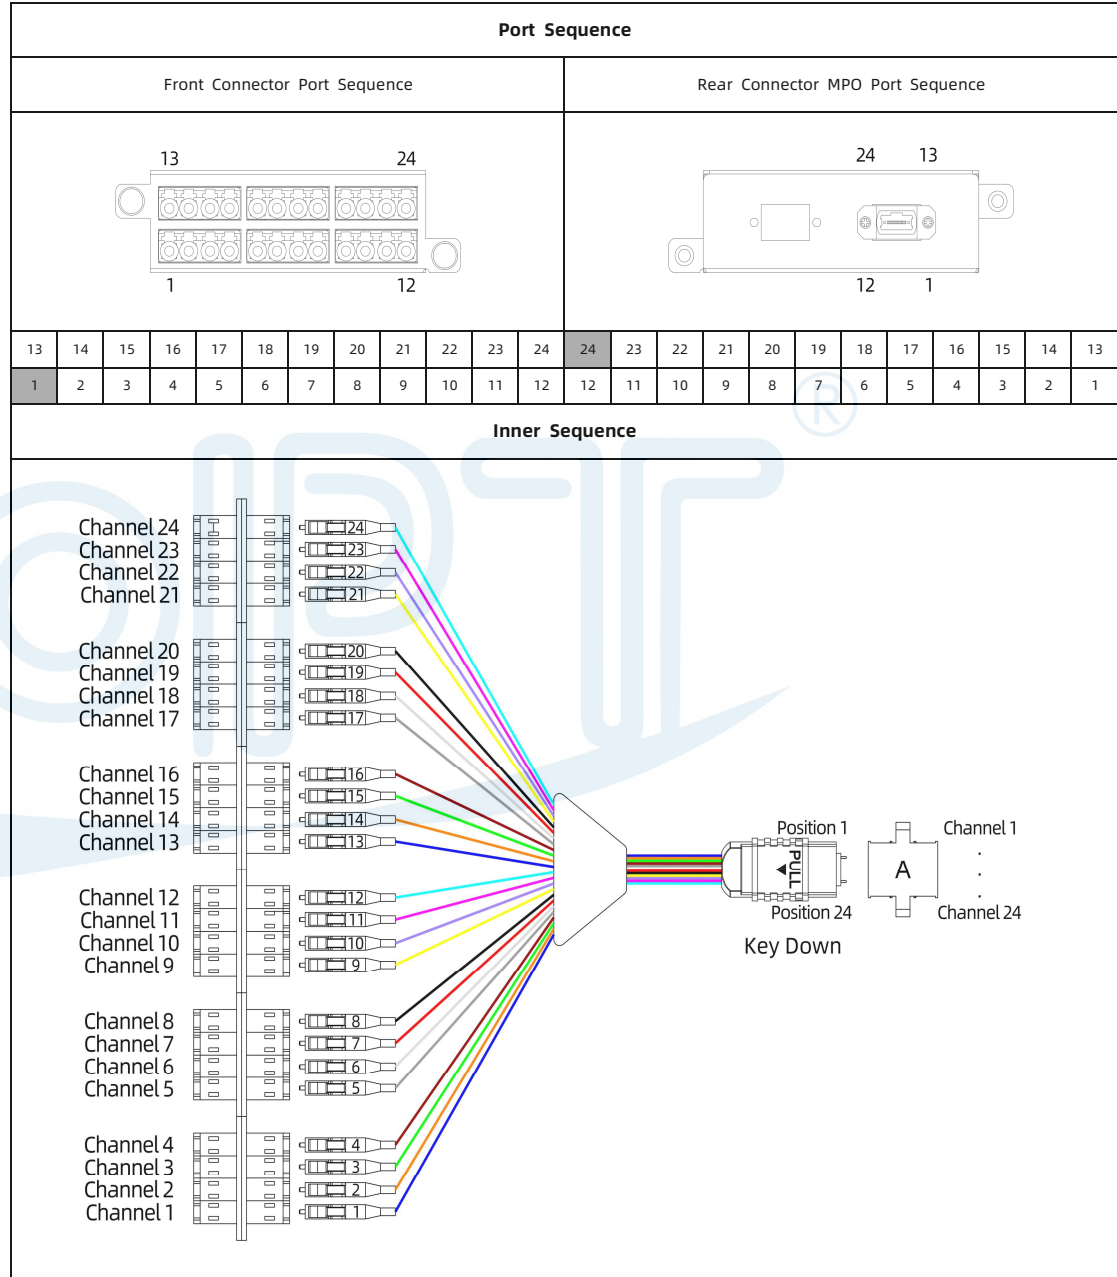 Port Sequence
Front Connector Port Sequence
Rear Connector MPO Port Sequence
13 24
1 12
24 13
12 1
13 14 15 16 17 18 19 20 21 22 23 24 24 23 22 21 20 19 18 17 16 15 14 13
1 2 3 4 5 6 7 8 9 10 11 12 12 11 10 9 8 7 6 5 4 3 2 1
®
Inner Sequence
Channel 24 24
Channel 23 23
Channel 22 22
Channel 21 21
Channel 20 20
Channel 19 19
Channel 18 18
Channel 17 17
Channel 16 16
Channel 15 15
Channel 14 14
Channel 13 13
Channel 12 12
Channel 11 11
Channel 10 10
Channel 9 9
Channel 8 8
Channel 7 7
Channel 6 6
Channel 5 5
Channel 4 4
Channel 3 3
Channel 2 2
Channel 1 1
Position 1
PULL
Position 24
Key Down
A
Channel 1
.
.
.
Channel 24